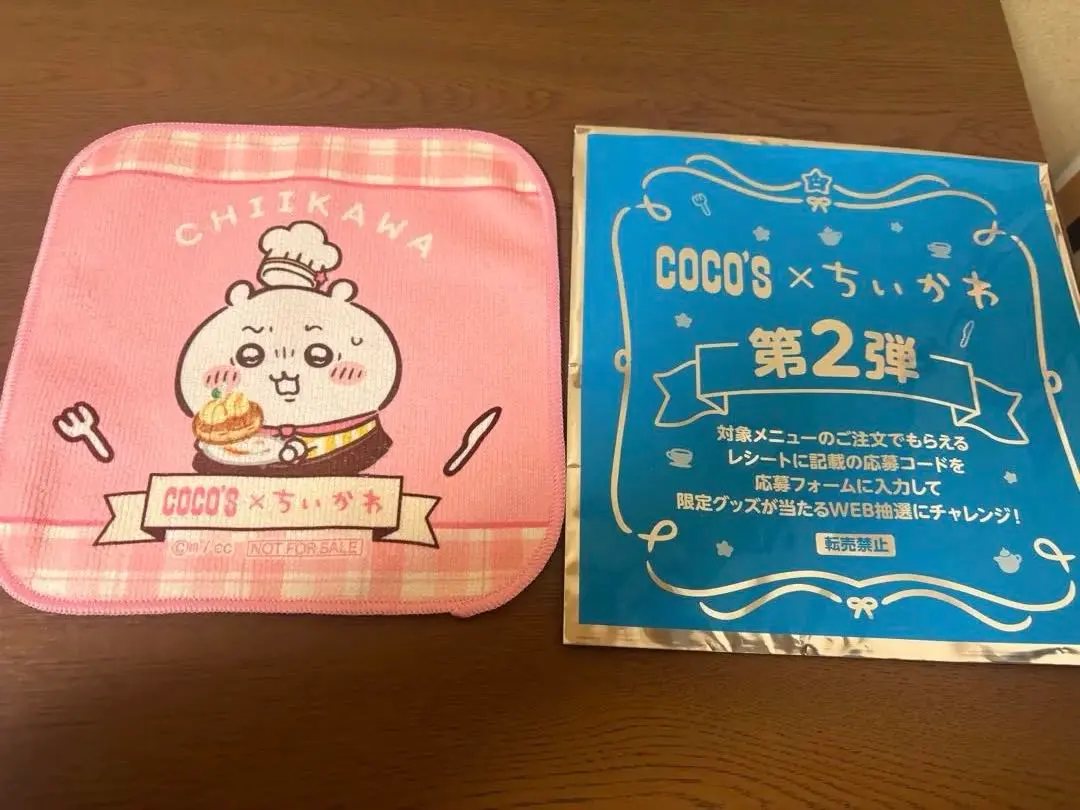 CHIIKAWA
COCO'S×ちいかわ
©nn/cc NOT FOR SALE
COCO'S×ちいかわ
第2弾
対象メニューのご注文でもらえる
レシートに記載の応募コードを
応募フォームに入力して
限定グッズが当たるWEB抽選にチャレンジ!
転売禁止